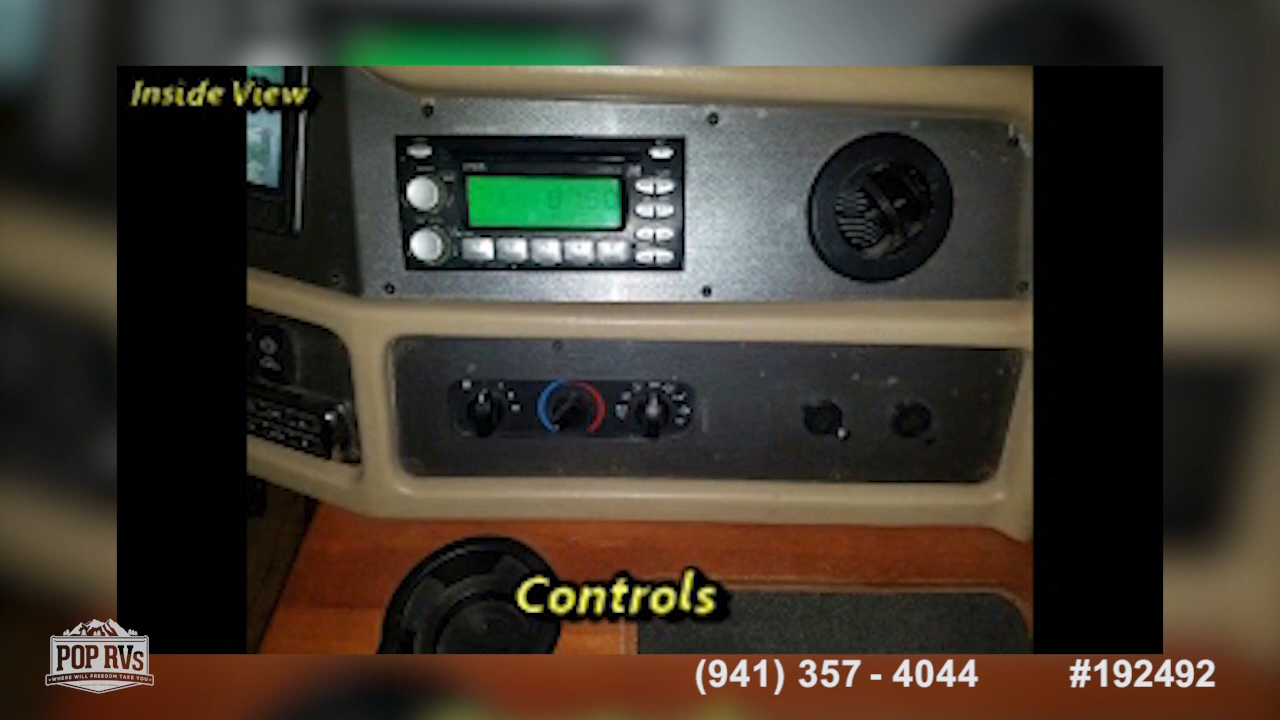 Inside View
Controls
POP RVs
WHERE WILL FREEDOM TAKE YOU
(941) 357 - 4044
#192492